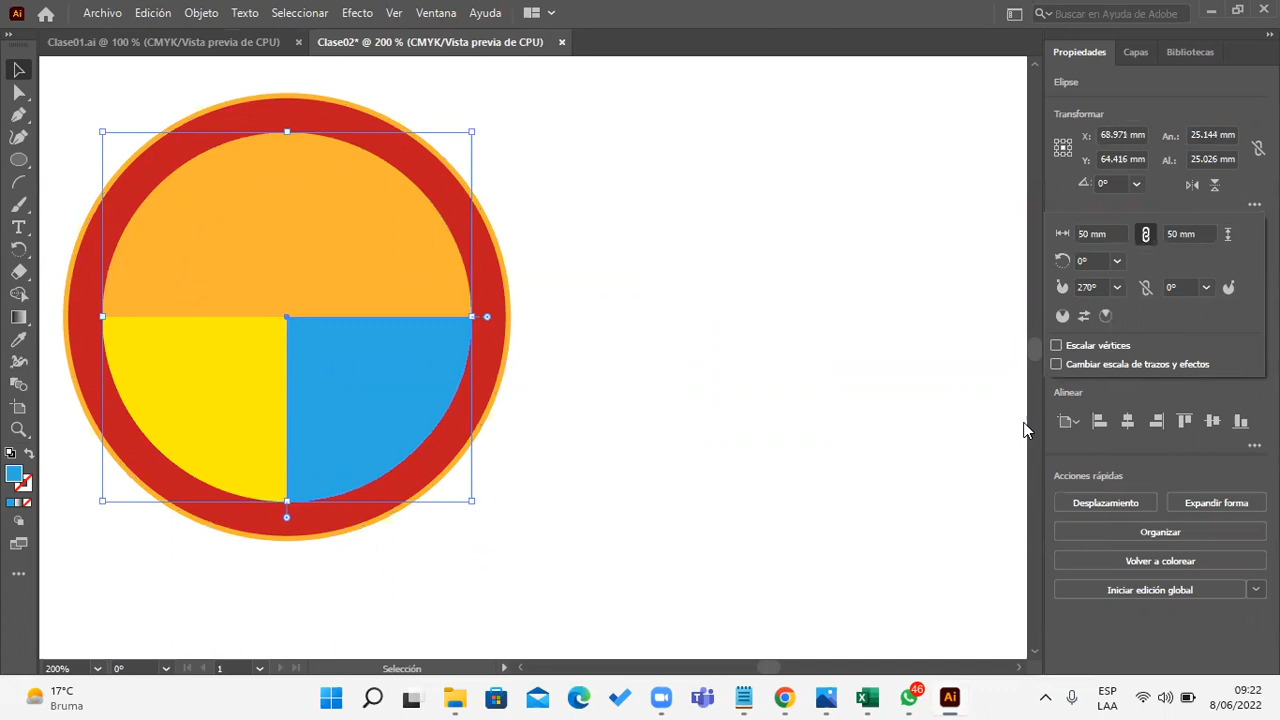 Ai Archivo Edición Objeto Texto Seleccionar Efecto Ver Ventana Ayuda Buscar en Ayuda de Adobe
Clase01.ai @ 100 % (CMYK/Vista previa de CPU) Clase02* @ 200 % (CMYK/Vista previa de CPU)
Propiedades Capas Bibliotecas
Elipse
Transformar
X: 68.971 mm An.: 25.144 mm
Y: 64.416 mm Al.: 25.026 mm
0°
50 mm 50 mm
0°
270° 0°
Escalar vértices
Cambiar escala de trazos y efectos
Alinear
Acciones rápidas
Desplazamiento Expandir forma
Organizar
Volver a colorear
Iniciar edición global
200% 0° 1 Selección
17°C
Bruma
46
Ai
ESP
LAA
09:22
8/06/2022